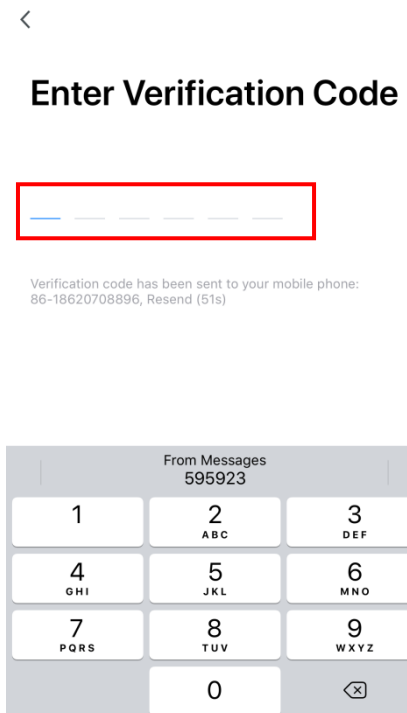 Enter Verification Code
Verification code has been sent to your mobile phone:
86-18620708896, Resend (51s)
From Messages
595923
1 2 3
ABC DEF
4 5 6
GHI JKL MNO
7 8 9
PQRS TUV WXYZ
0